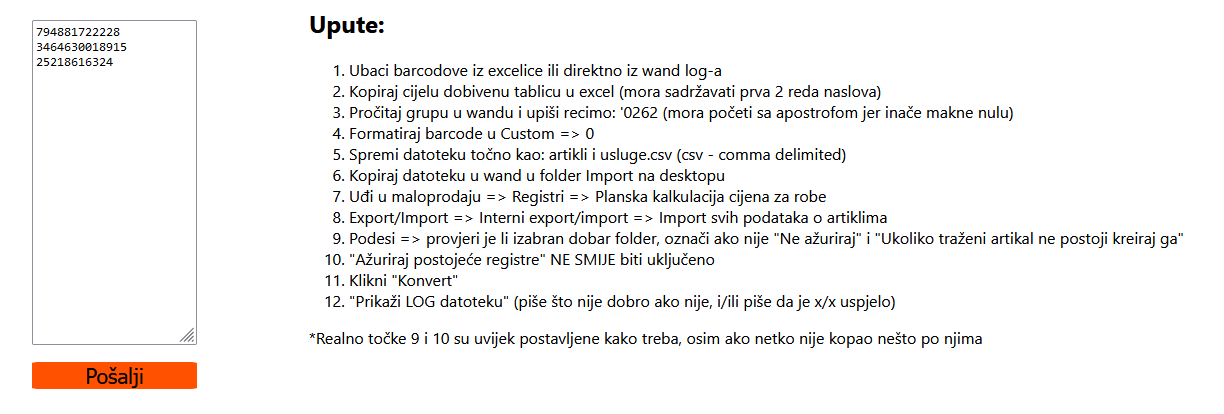 794881722228
3464630018915
25218616324
Pošalji
Upute:
1. Ubaci barcodove iz excelice ili direktno iz wand log-a
2. Kopiraj cijelu dobivenu tablicu u excel (mora sadržavati prva 2 reda naslova)
3. Pročitaj grupu u wandu i upiši recimo: '0262 (mora početi sa apostrofom jer inače makne nulu)
4. Formatiraj barcode u Custom => 0
5. Spremi datoteku točno kao: artikli i usluge.csv (csv - comma delimited)
6. Kopiraj datoteku u wand u folder Import na desktopu
7. Uđi u maloprodaju => Registri => Planska kalkulacija cijena za robe
8. Export/Import => Interni export/import => Import svih podataka o artiklima
9. Podesi => provjeri je li izabran dobar folder, označi ako nije "Ne ažuriraj" i "Ukoliko traženi artikal ne postoji kreiraj ga"
10. "Ažuriraj postojeće registre" NE SMIJE biti uključeno
11. Klikni "Konvert"
12. "Prikaži LOG datoteku" (piše što nije dobro ako nije, i/ili piše da je x/x uspjelo)
*Realno točke 9 i 10 su uvijek postavljene kako treba, osim ako netko nije kopao nešto po njima